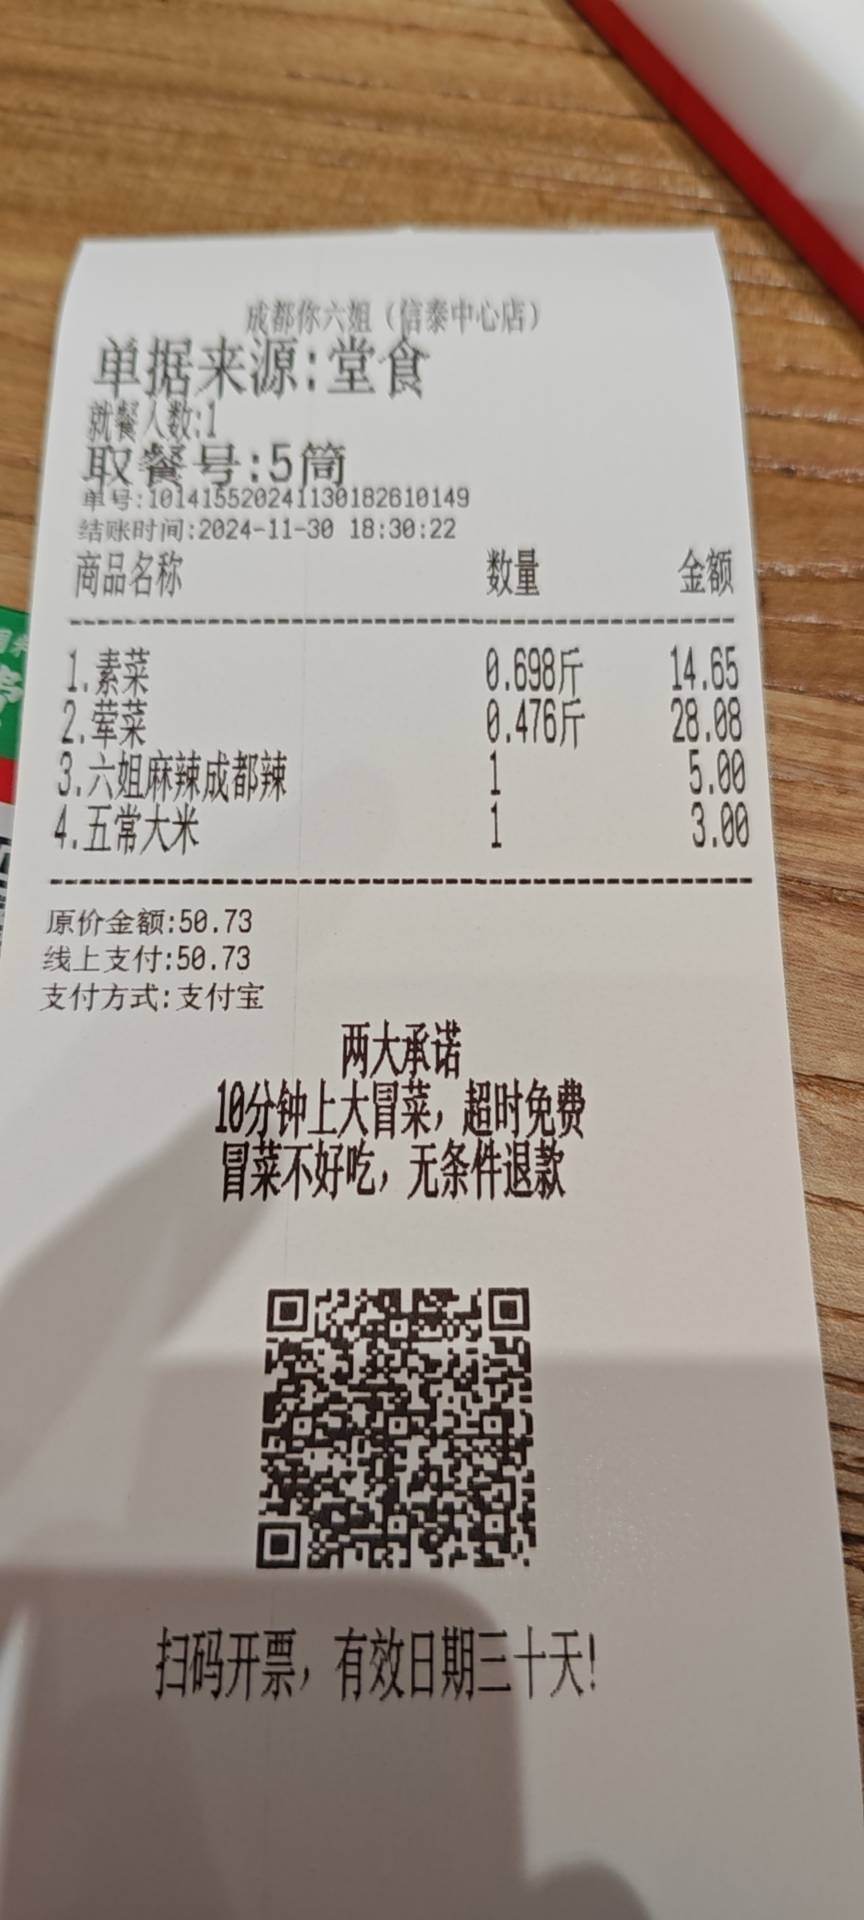 成都你六姐（信泰中心店）
单据来源:堂食
就餐人数:1
取餐号:5筒
单号:10141552024113018​2610149
结账时间:2024-11-30 18:30:22
商品名称 数量 金额
1.素菜 0.698斤 14.65
2.荤菜 0.476斤 28.08
3.六姐麻辣成都辣 1 5.00
4.五常大米 1 3.00
原价金额:50.73
线上支付:50.73
支付方式:支付宝
两大承诺
10分钟上大冒菜，超时免费
冒菜不好吃，无条件退款
扫码开票，有效日期三十天!